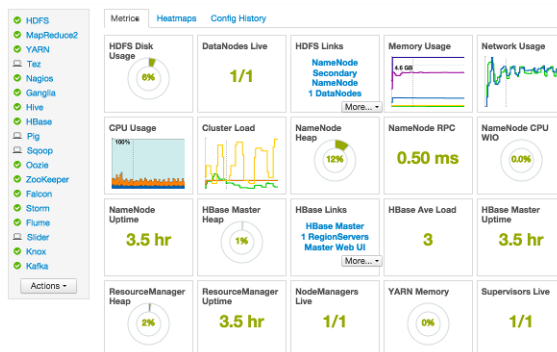 HDFS
MapReduce2
YARN
Tez
Nagios
Ganglia
Hive
HBase
Pig
Sqoop
Oozie
ZooKeeper
Falcon
Storm
Flume
Slider
Knox
Kafka
Actions
Metrics
Heatmaps
Config History
HDFS Disk
Usage
6%
DataNodes Live
1/1
HDFS Links
NameNode
Secondary
NameNode
1 DataNodes
More...
Memory Usage
4.6 GB
Network Usage
CPU Usage
100%
Cluster Load
NameNode
Heap
12%
NameNode RPC
0.50 ms
NameNode CPU
WIO
0.0%
NameNode
Uptime
3.5 hr
HBase Master
Heap
1%
HBase Links
HBase Master
1 RegionServers
Master Web UI
More...
HBase Ave Load
3
HBase Master
Uptime
3.5 hr
ResourceManager
Heap
2%
ResourceManager
Uptime
3.5 hr
NodeManagers
Live
1/1
YARN Memory
0%
Supervisors Live
1/1